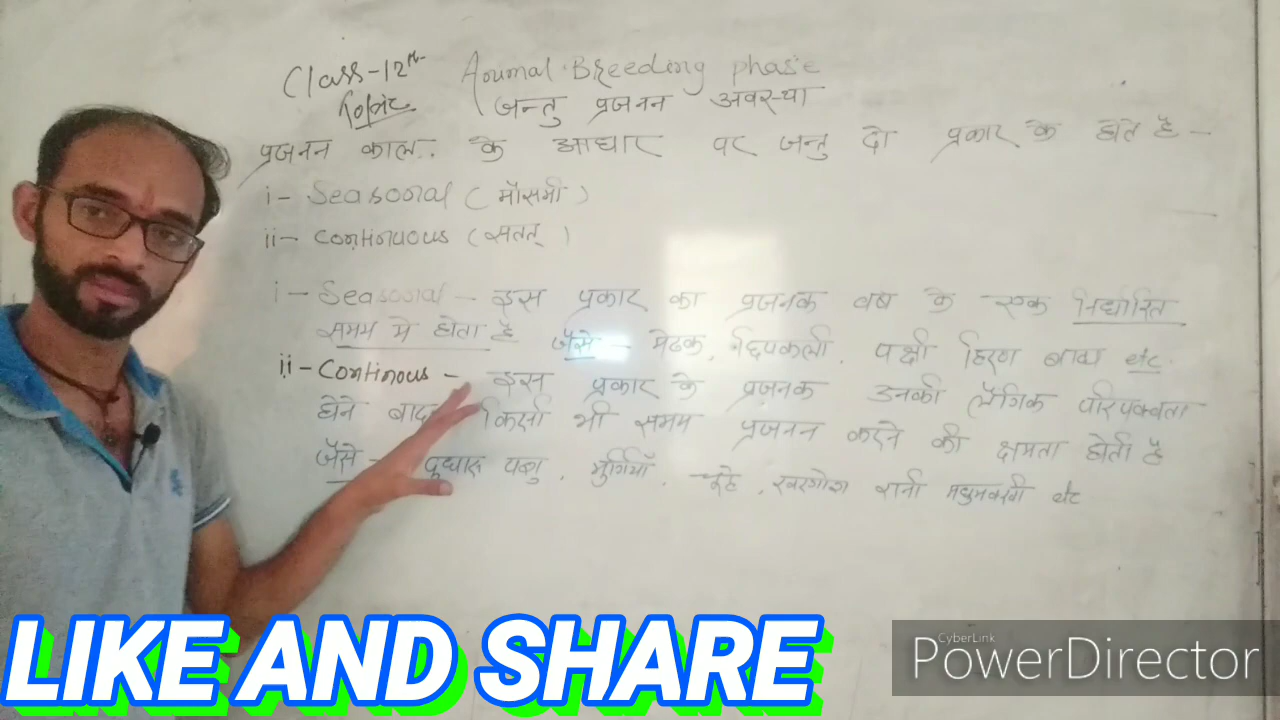 Class-12th Animal Breeding phase
Topic (जन्तु प्रजनन अवस्था
प्रजनन काल. के आधार पर जन्तु दो प्रकार के होते है -
i- Seasonal (मौसमी)
ii- Continuous (सतत्)
i- Seasonal - इस प्रकार का प्रजनक वर्ष के एक निर्धारित
समय मे होता है जैसे - मेढक, छिपकली, पक्षी हिरण बाघ etc
ii- Continous - इस प्रकार के प्रजनक उनकी लैंगिक परिपक्वता
होने बाद किसी भी समय प्रजनन करने की क्षमता होती है
जैसे - दूधारू पशु, मुर्गियाँ, चूहे, खरगोश रानी मधुमक्खी etc
LIKE AND SHARE
CyberLink
PowerDirector